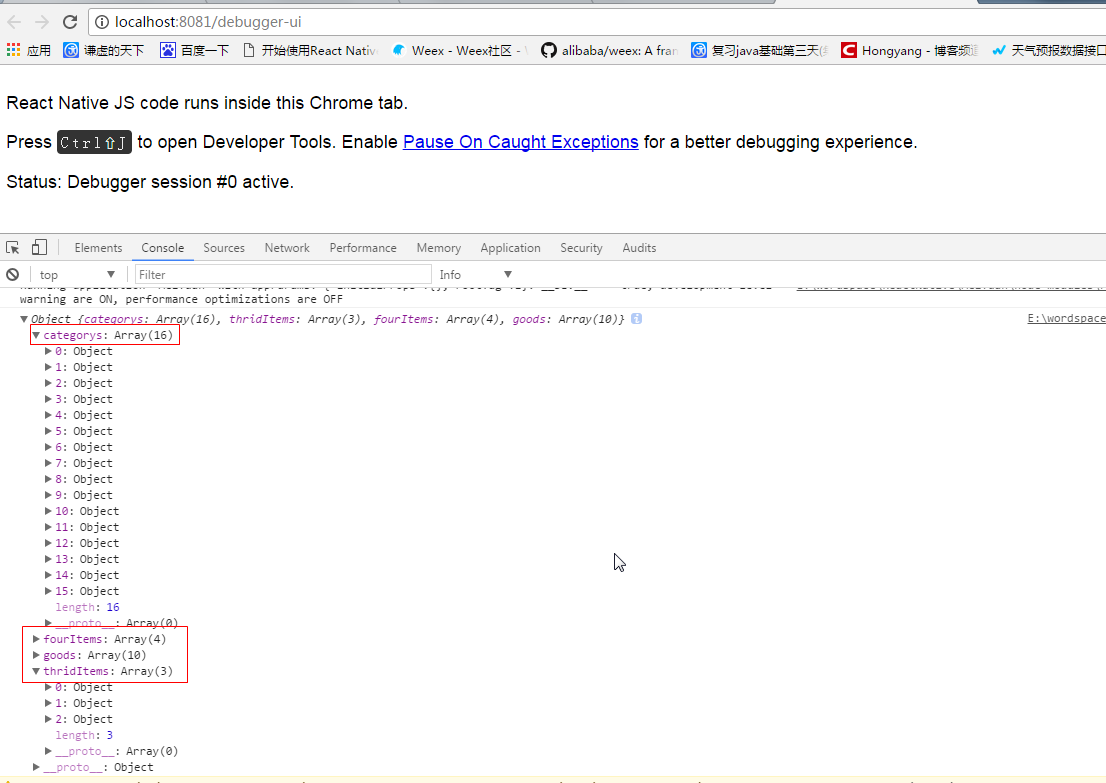 localhost:8081/debugger-ui
应用 谦虚的天下 百度一下 开始使用React Nativ Weex - Weex社区 - alibaba/weex: A fran 复习java基础第三天( Hongyang - 博客频道 天气预报数据接口
React Native JS code runs inside this Chrome tab.
Press Ctrl⇧J to open Developer Tools. Enable Pause On Caught Exceptions for a better debugging experience.
Status: Debugger session #0 active.
Elements Console Sources Network Performance Memory Application Security Audits
top Filter Info
warning are ON, performance optimizations are OFF
Object {categorys: Array(16), thridItems: Array(3), fourItems: Array(4), goods: Array(10)} E:\wordspace
categorys: Array(16)
0: Object
1: Object
2: Object
3: Object
4: Object
5: Object
6: Object
7: Object
8: Object
9: Object
10: Object
11: Object
12: Object
13: Object
14: Object
15: Object
length: 16
__proto__: Array(0)
fourItems: Array(4)
goods: Array(10)
thridItems: Array(3)
0: Object
1: Object
2: Object
length: 3
__proto__: Array(0)
__proto__: Object